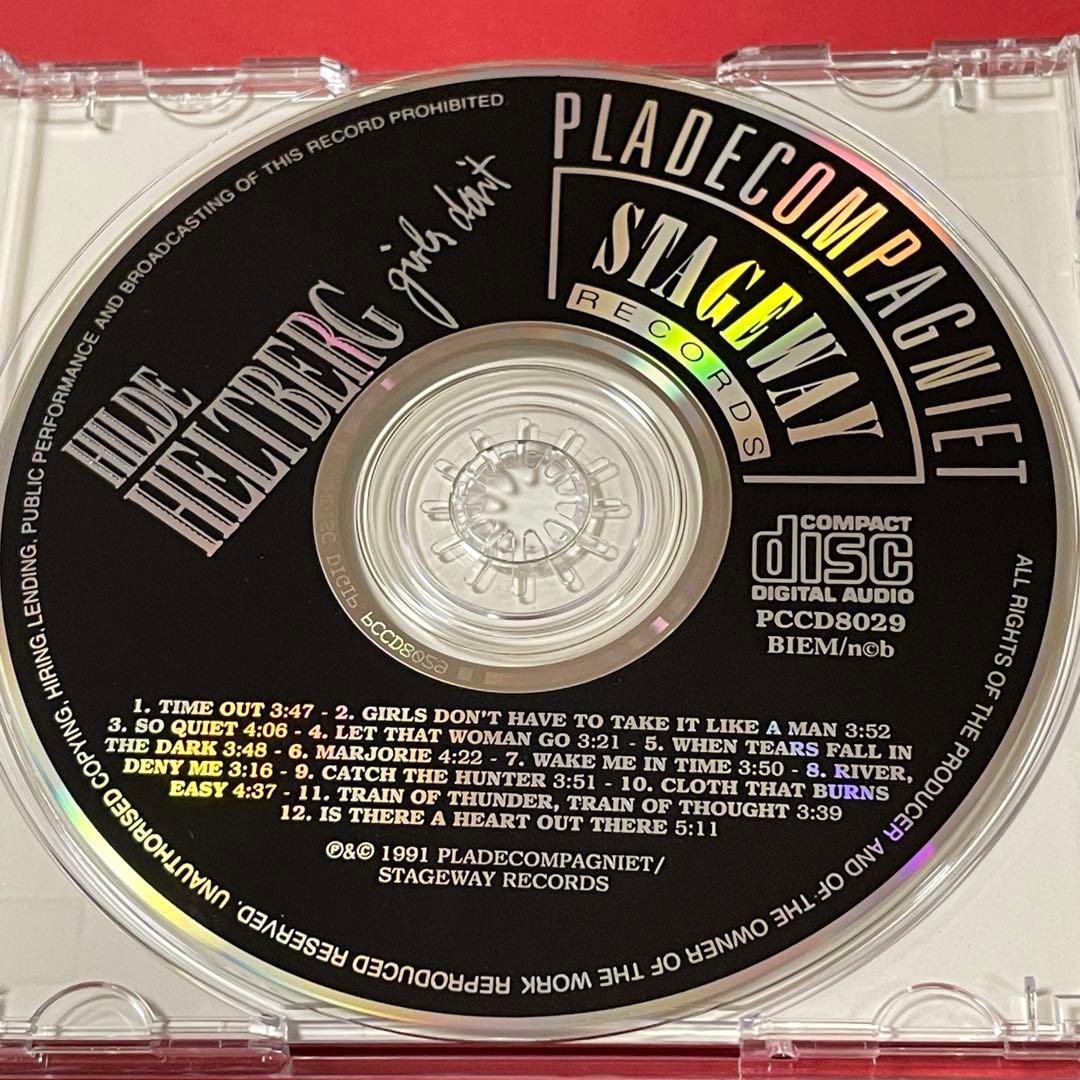 PLADECOMPAGNIET
STAGEWAY
RECORDS
HILDE
HELTBERG
girls don't
COMPACT
disc
DIGITAL AUDIO
PCCD8029
BIEM/n©b
1. TIME OUT 3:47 - 2. GIRLS DON'T HAVE TO TAKE IT LIKE A MAN 3:52
3. SO QUIET 4:06 - 4. LET THAT WOMAN GO 3:21 - 5. WHEN TEARS FALL IN
THE DARK 3:48 - 6. MARJORIE 4:22 - 7. WAKE ME IN TIME 3:50 - 8. RIVER,
DENY ME 3:16 - 9. CATCH THE HUNTER 3:51 - 10. CLOTH THAT BURNS
EASY 4:37 - 11. TRAIN OF THUNDER, TRAIN OF THOUGHT 3:39
12. IS THERE A HEART OUT THERE 5:11
℗&© 1991 PLADECOMPAGNIET/
STAGEWAY RECORDS
ALL RIGHTS OF THE PRODUCER AND OF THE OWNER OF THE WORK REPRODUCED RESERVED. UNAUTHORISED COPYING, HIRING, LENDING, PUBLIC PERFORMANCE AND BROADCASTING OF THIS RECORD PROHIBITED.
PCCD8029